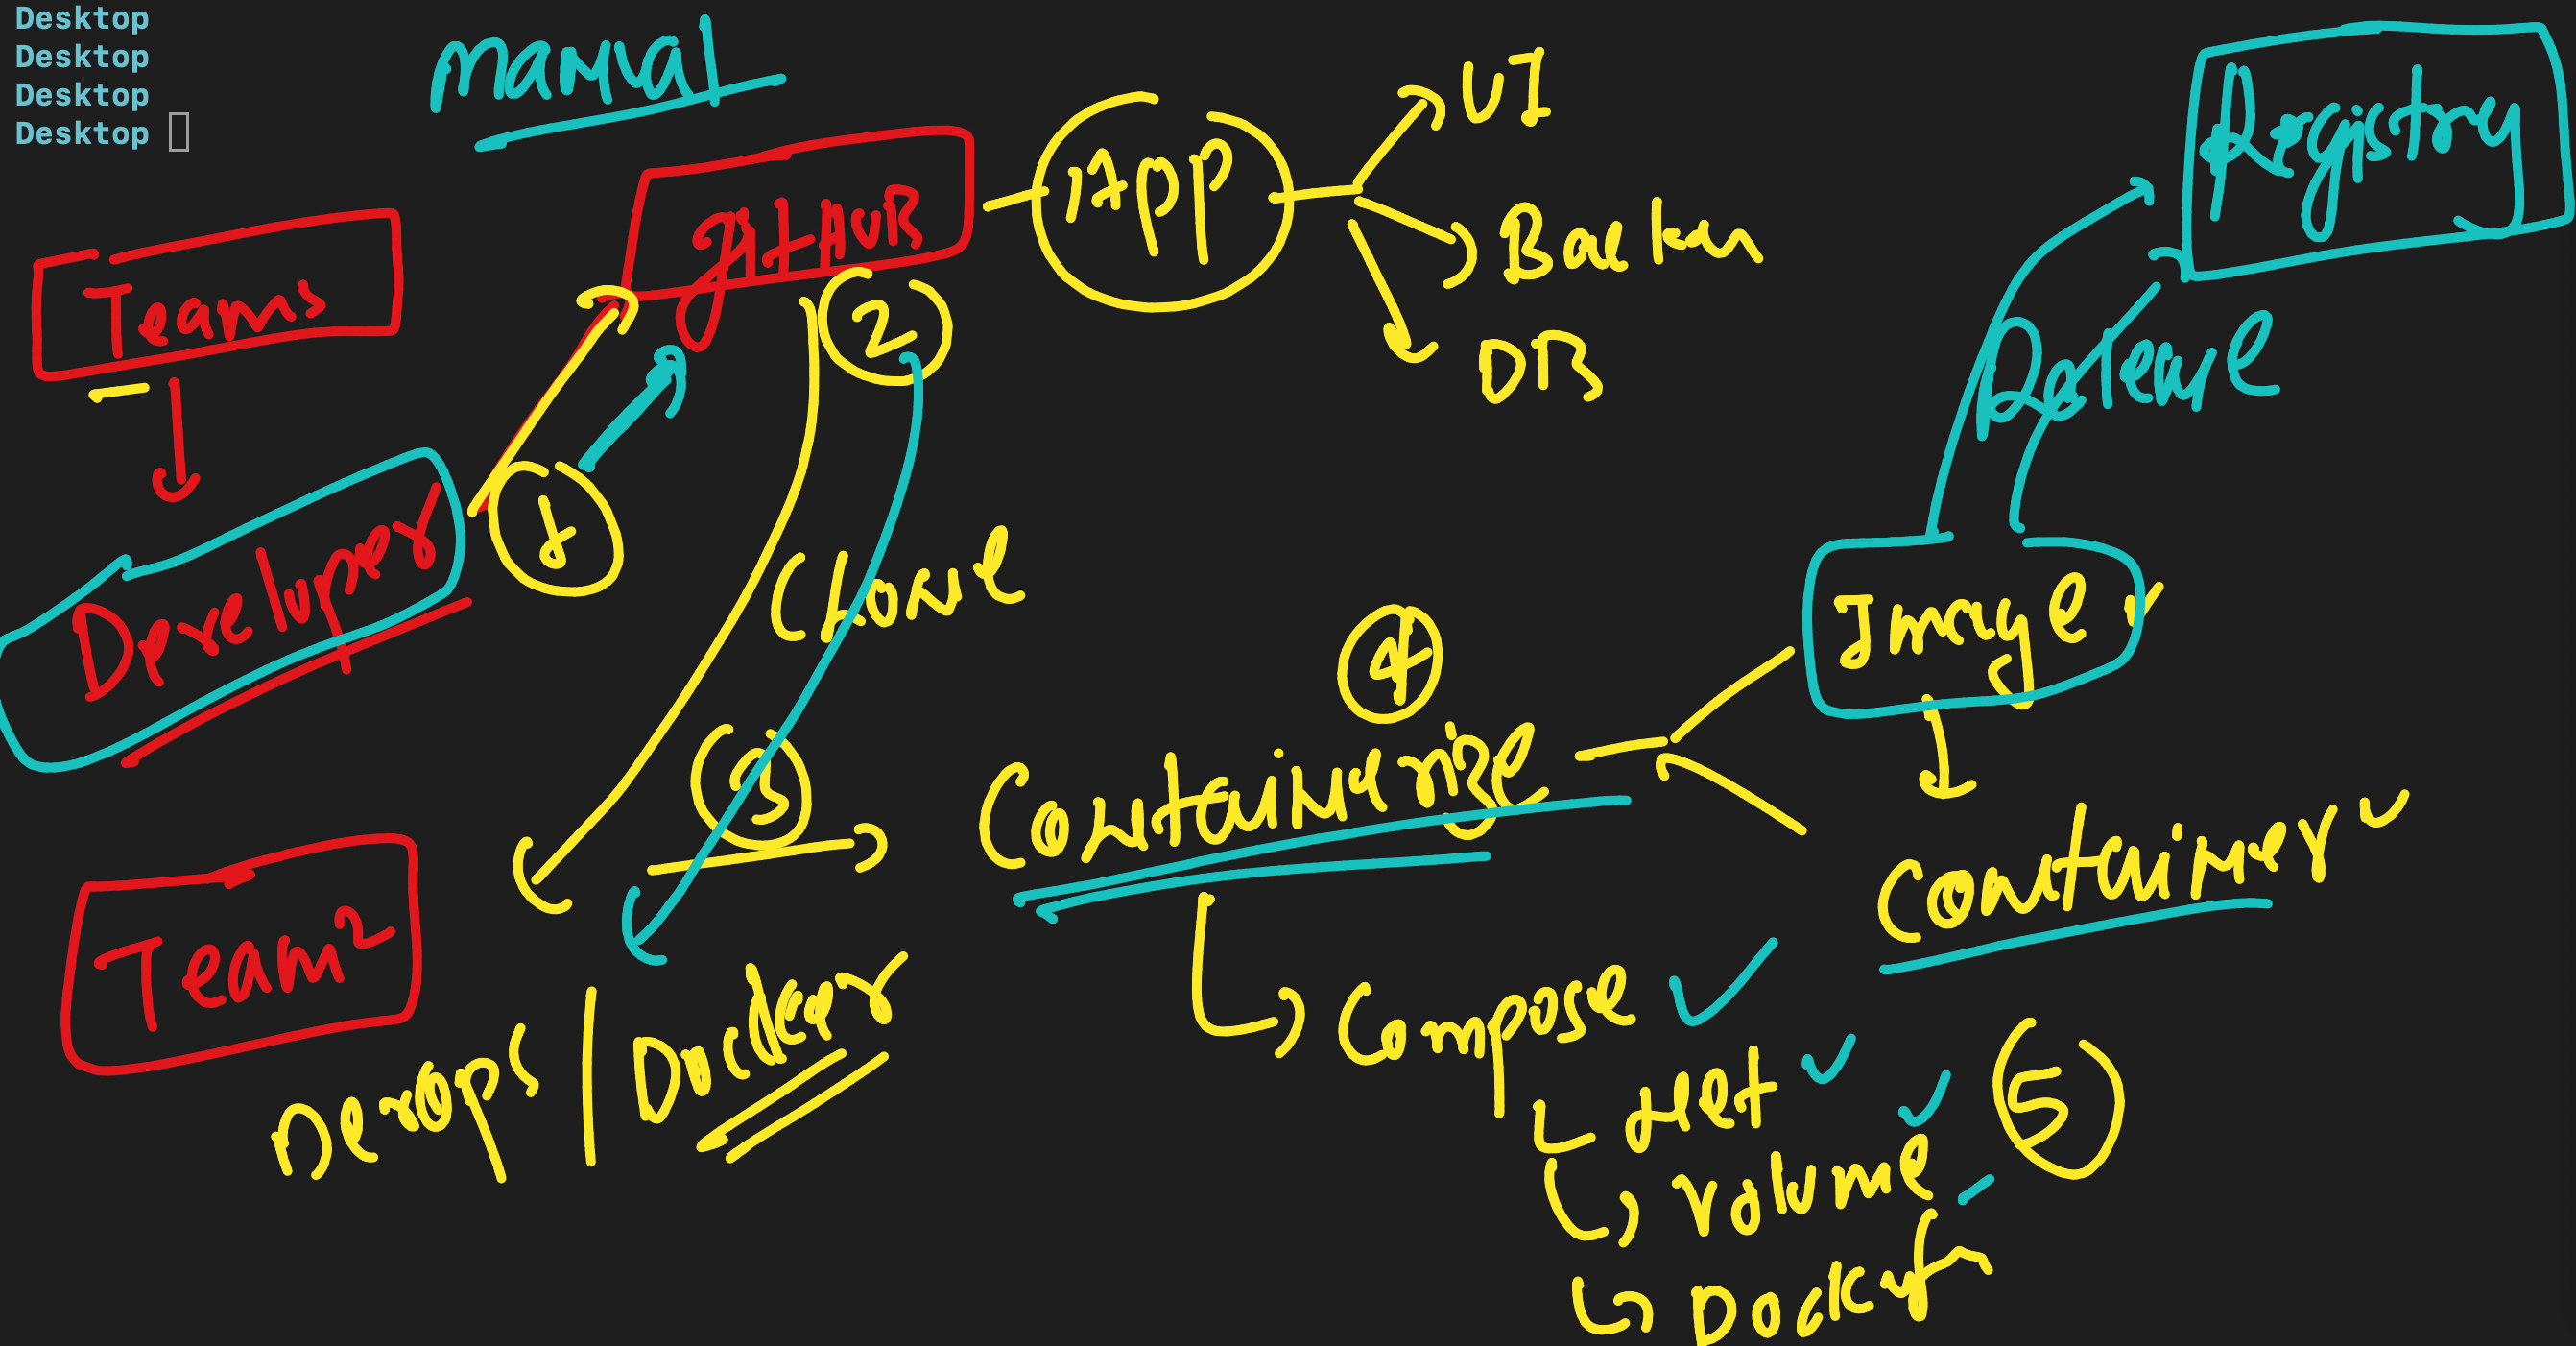 Desktop
Desktop
Desktop
Desktop
manual
gitHUB
App
UI
Backen
DB
Registry
Release
Teams
Developer
1
2
Clone
3
4
Containerize
Image
Container
Team2
Devops / Docker
Compose
Net
Volume
5